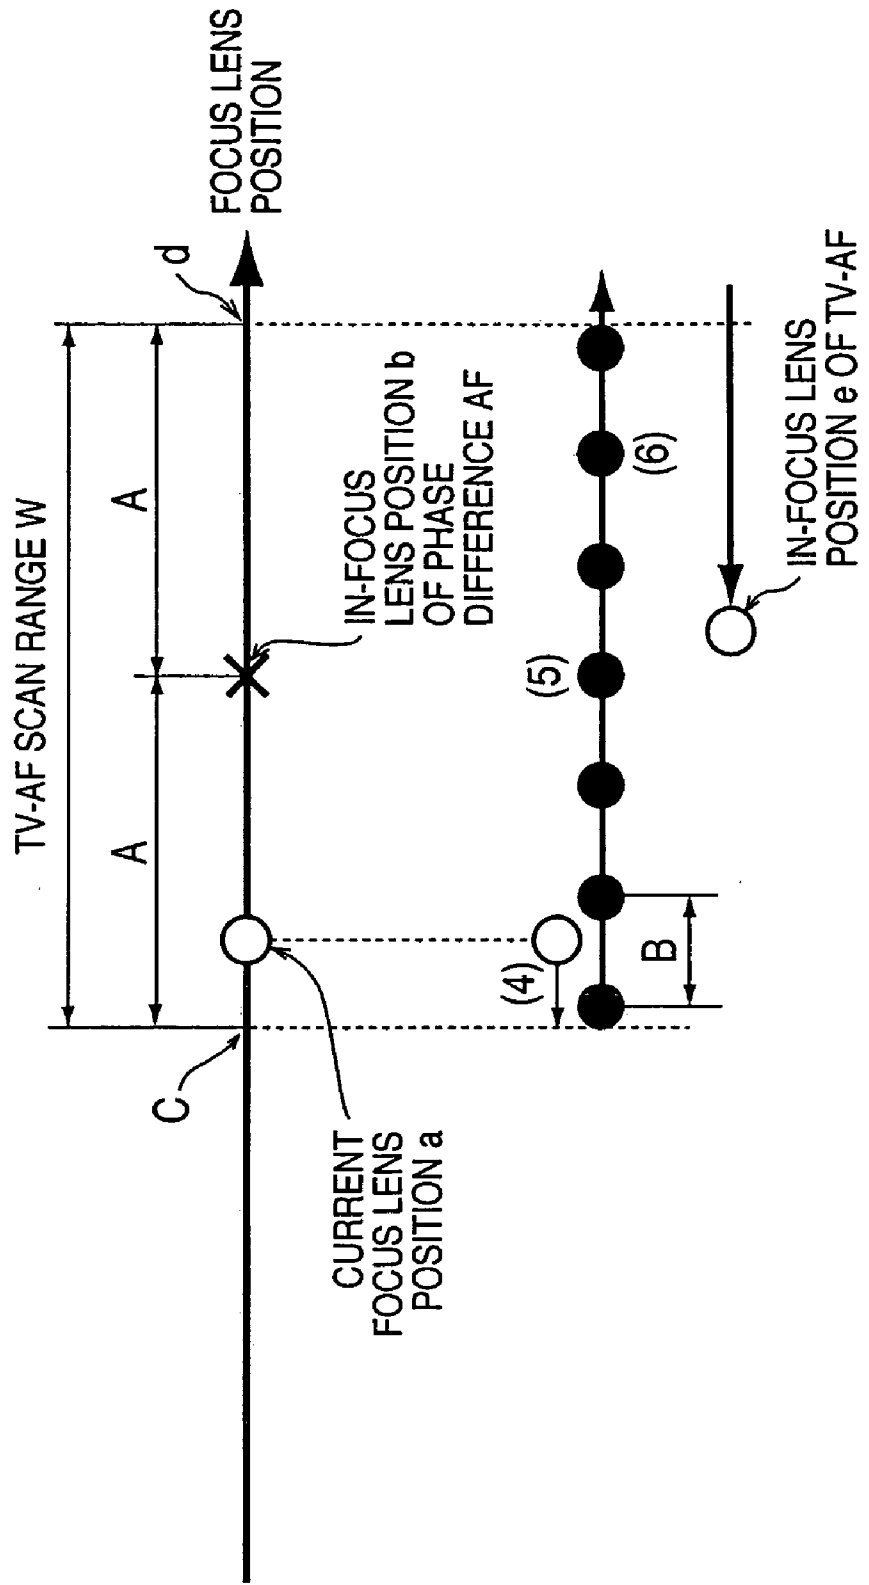 TV-AF SCAN RANGE W
A
A
C
d
FOCUS LENS
POSITION
CURRENT
FOCUS LENS
POSITION a
IN-FOCUS
LENS POSITION b
OF PHASE
DIFFERENCE AF
(4)
(5)
(6)
B
IN-FOCUS LENS
POSITION e OF TV-AF